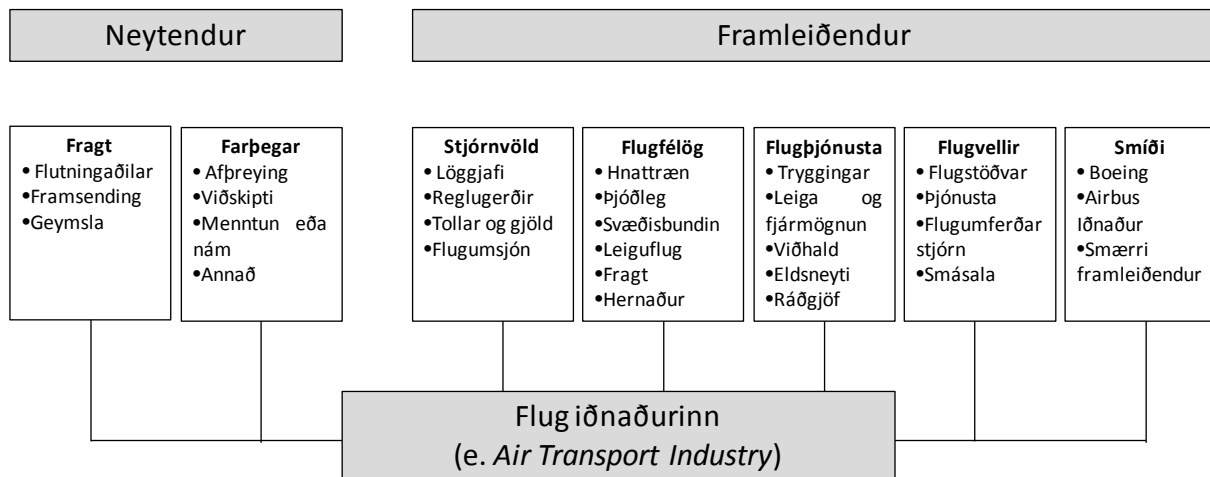 Neytendur
Framleiðendur
Fragt
• Flutningaðilar
•Framsending
•Geymsla
Farþegar
• Afþreying
•Viðskipti
•Menntun eða
nám
•Annað
Stjórnvöld
• Löggjafi
•Reglugerðir
•Tollar og gjöld
•Flugumsjón
Flugfélög
• Hnattræn
•Þjóðleg
•Svæðisbundin
•Leiguflug
•Fragt
•Hernaður
Flugþjónusta
• Tryggingar
•Leiga og
fjármögnun
•Viðhald
•Eldsneyti
•Ráðgjöf
Flugvellir
• Flugstöðvar
•Þjónusta
•Flugumferðar
stjórn
•Smásala
Smíði
• Boeing
•Airbus
Iðnaður
•Smærri
framleiðendur
Flug iðnaðurinn
(e. Air Transport Industry)